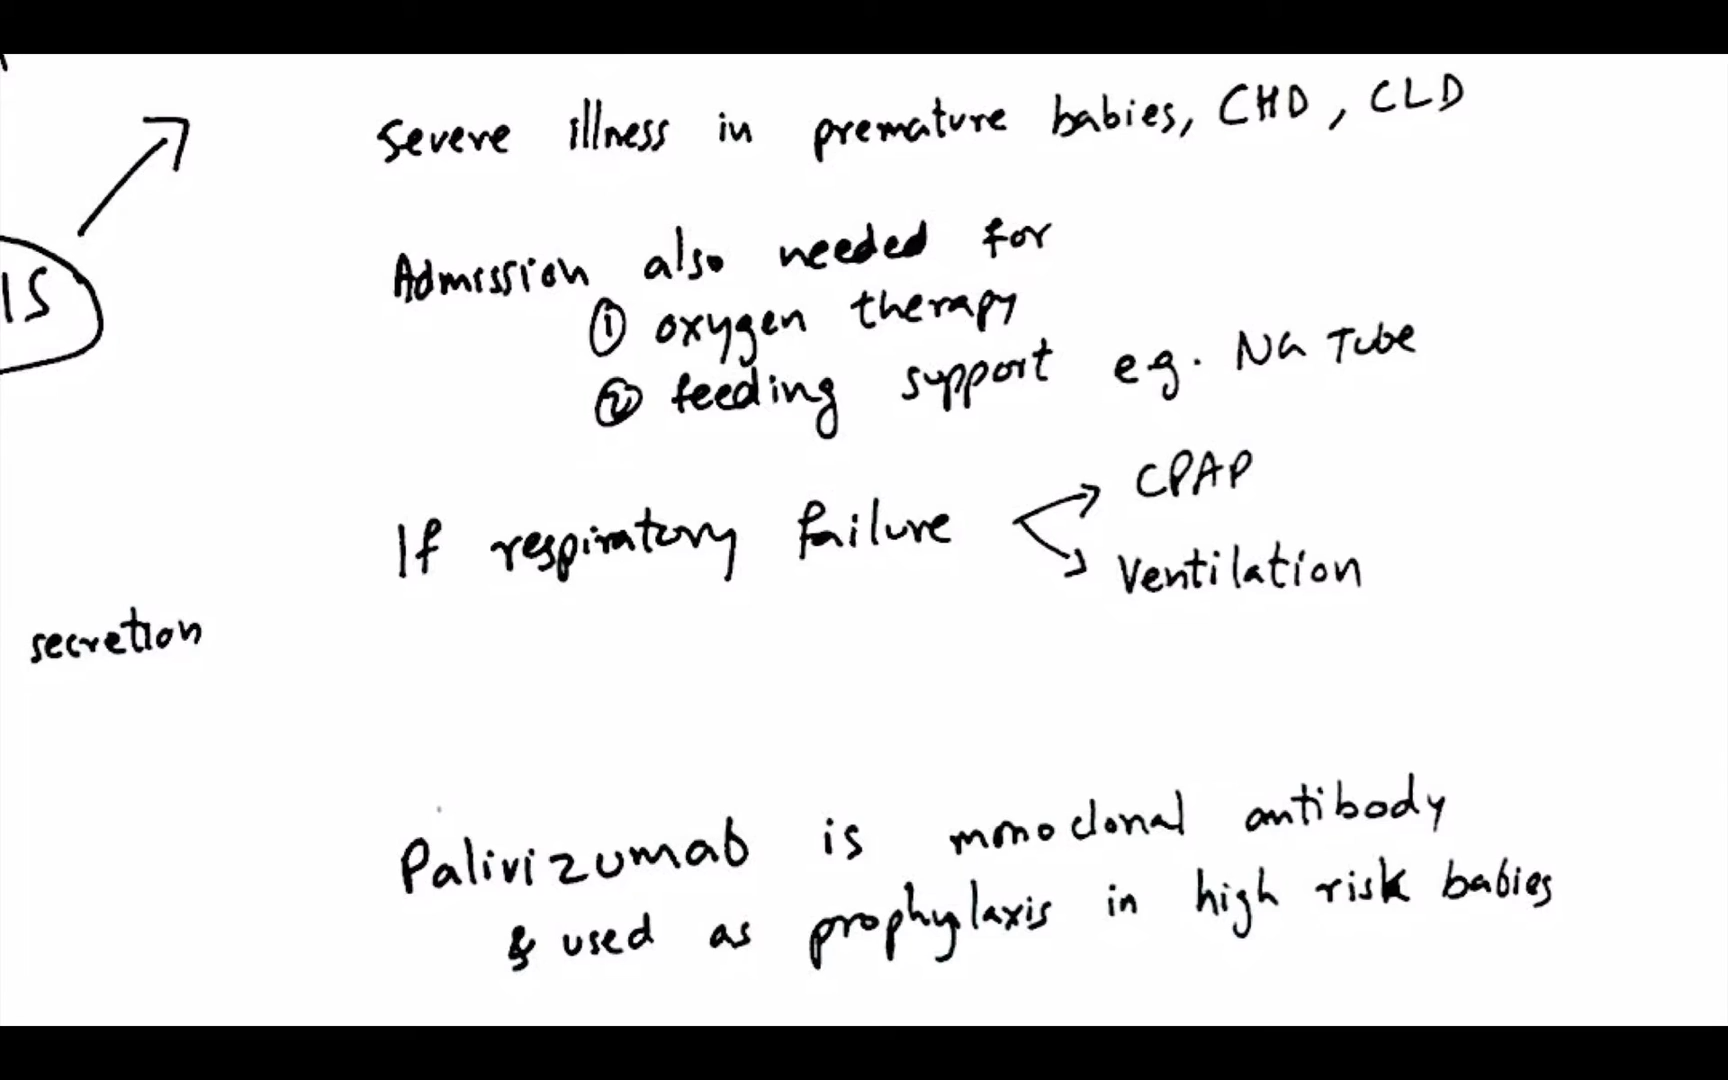 Severe illness in premature babies, CHD, CLD
Admission also needed for
① oxygen therapy
② feeding support eg. NG Tube
IS
If respiratory failure
CPAP
Ventilation
secretion
Palivizumab is monoclonal antibody
& used as prophylaxis in high risk babies